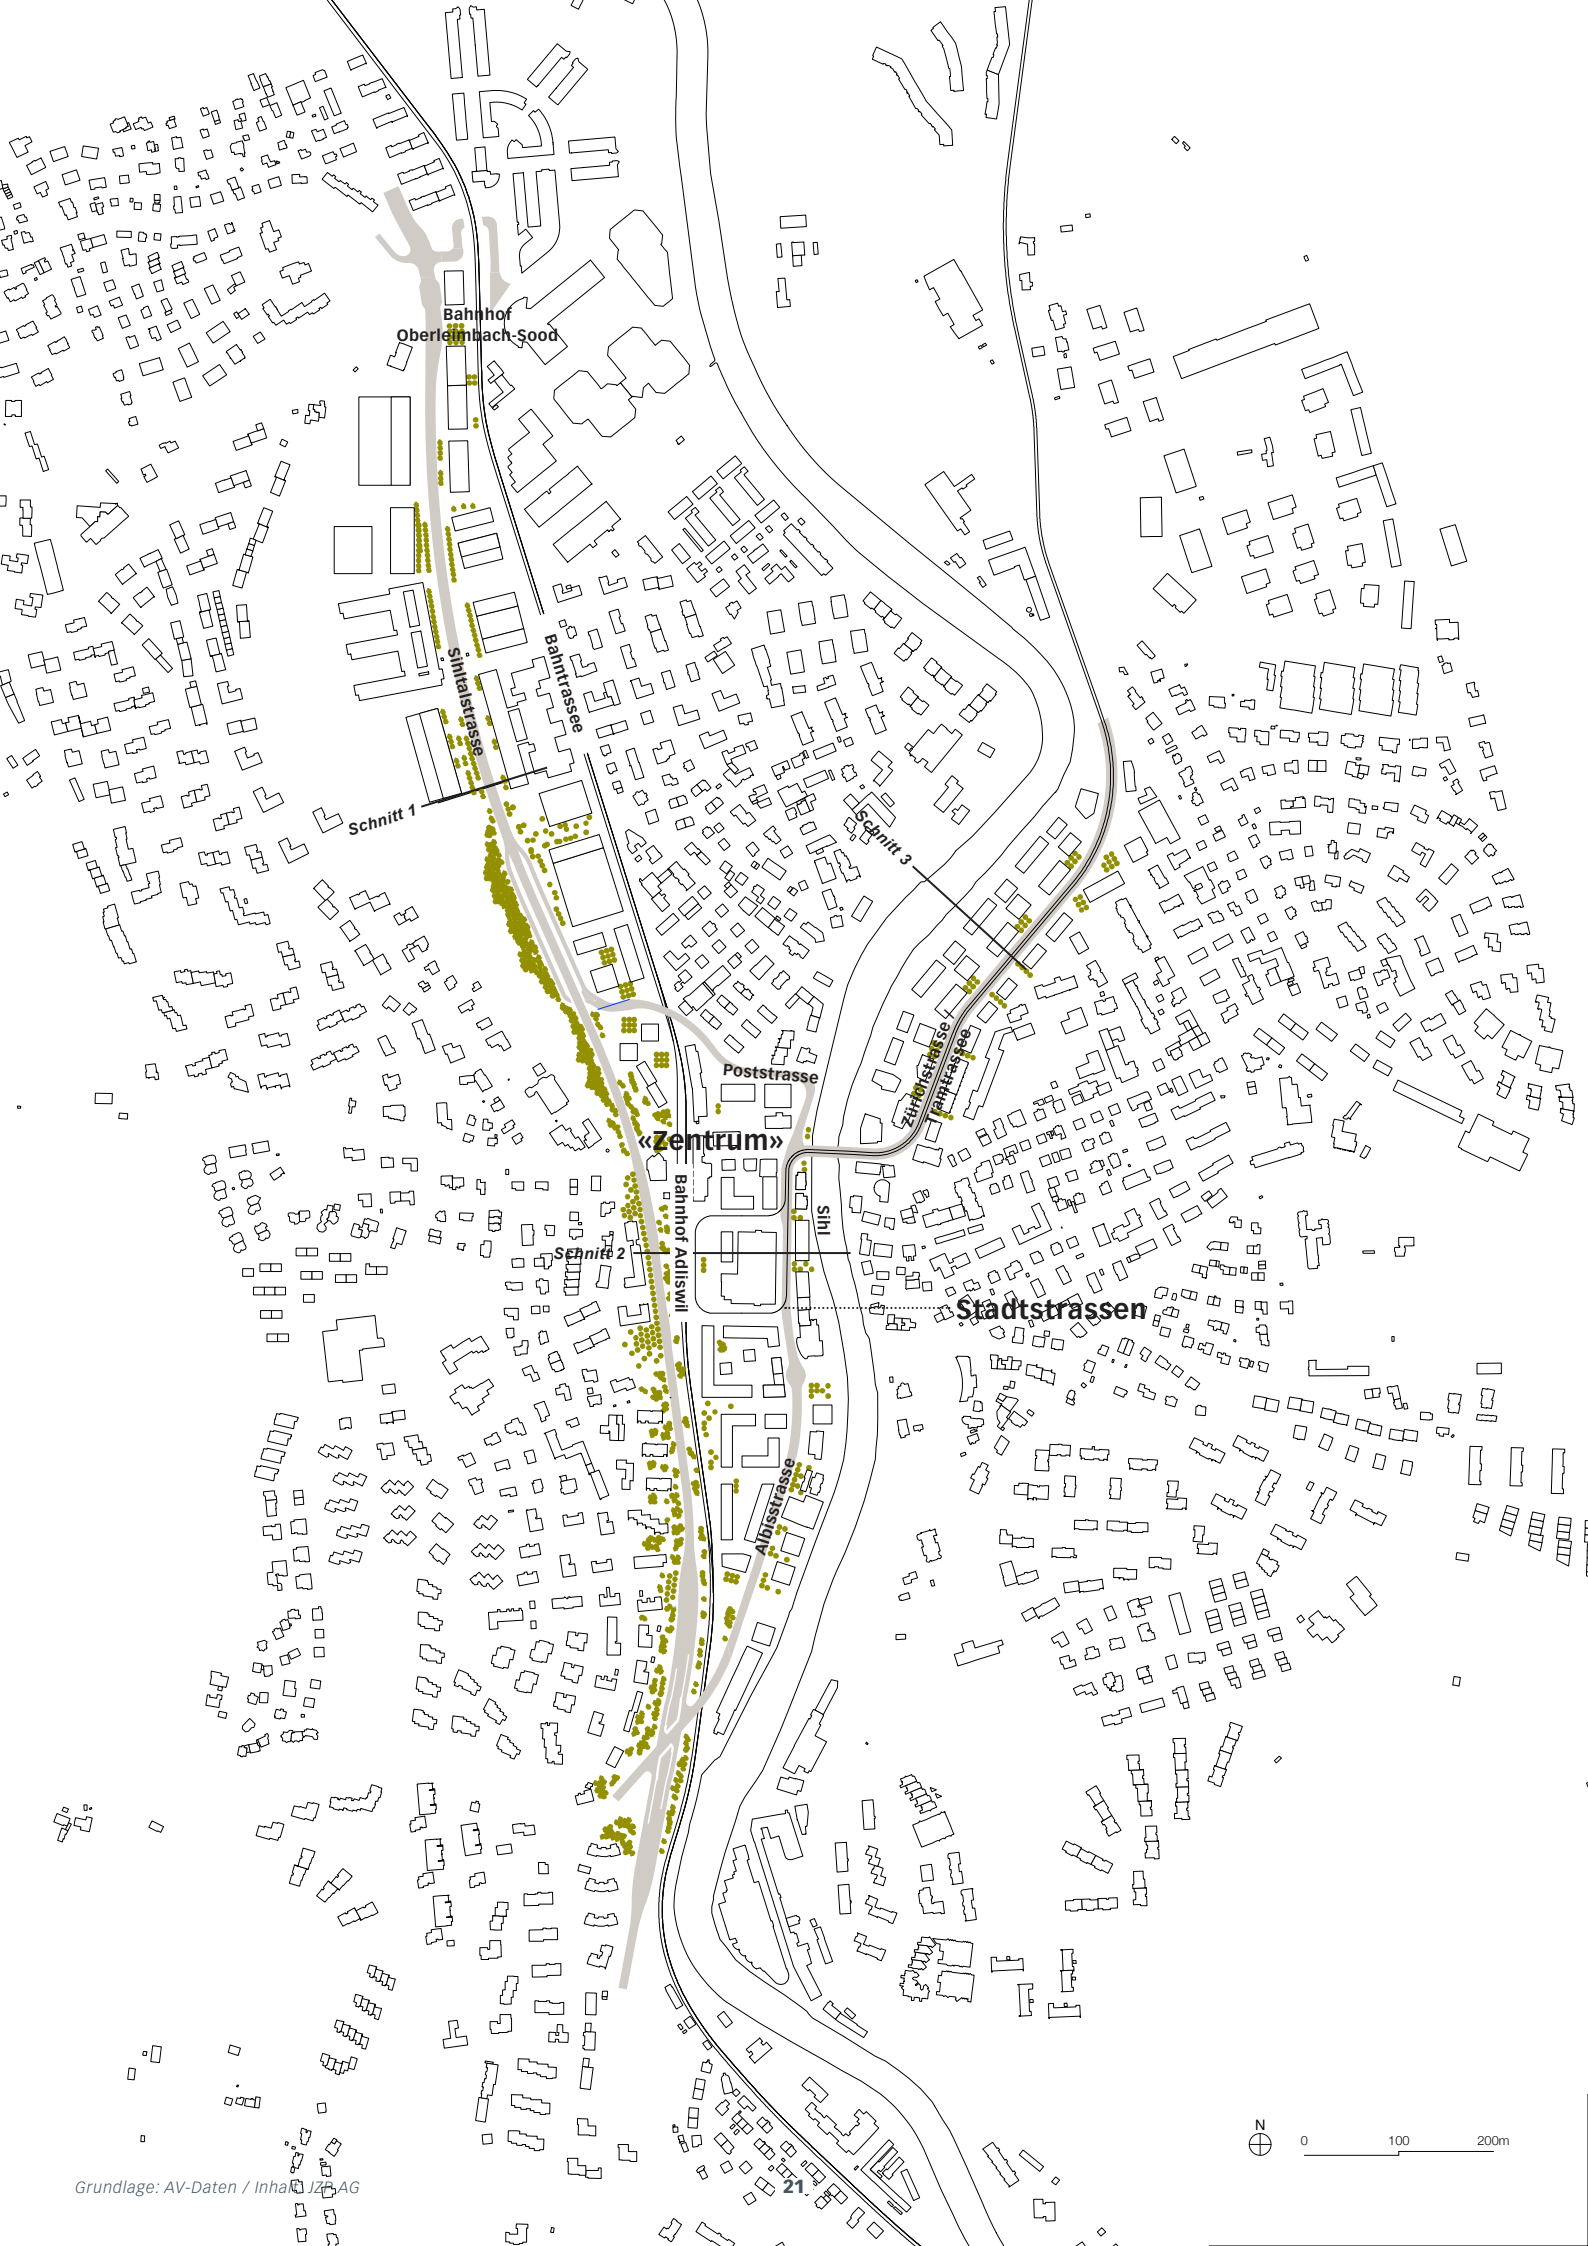 Bahnhof
Oberleimbach-Sood
Sihltalstrasse
Bahntrassee
Schnitt 1
Schnitt 3
Zürichstrasse /
Tramtrassee
Poststrasse
«Zentrum»
Bahnhof Adliswil
Sihl
Schnitt 2
Stadtstrassen
Albisstrasse
N
0 100 200m
Grundlage: AV-Daten / Inhalt: JZP AG
21